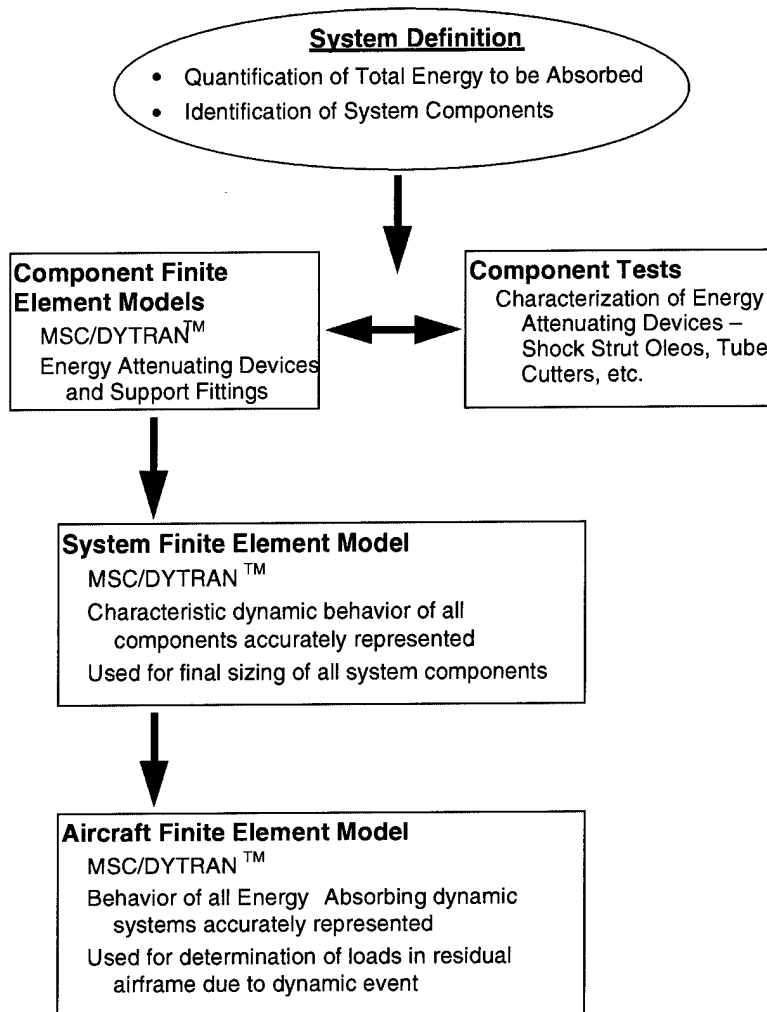 System Definition
• Quantification of Total Energy to be Absorbed
• Identification of System Components
Component Finite
Element Models
MSC/DYTRAN™
Energy Attenuating Devices
and Support Fittings
Component Tests
Characterization of Energy
Attenuating Devices –
Shock Strut Oleos, Tube
Cutters, etc.
System Finite Element Model
MSC/DYTRAN ™
Characteristic dynamic behavior of all
components accurately represented
Used for final sizing of all system components
Aircraft Finite Element Model
MSC/DYTRAN ™
Behavior of all Energy Absorbing dynamic
systems accurately represented
Used for determination of loads in residual
airframe due to dynamic event